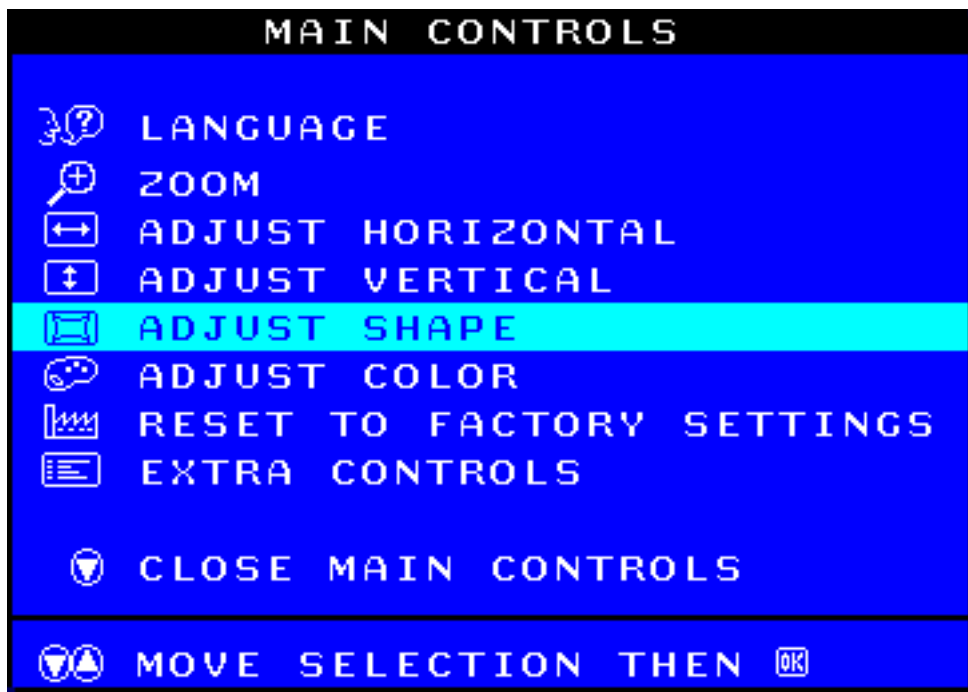 MAIN CONTROLS
LANGUAGE
ZOOM
ADJUST HORIZONTAL
ADJUST VERTICAL
ADJUST SHAPE
ADJUST COLOR
RESET TO FACTORY SETTINGS
EXTRA CONTROLS
CLOSE MAIN CONTROLS
MOVE SELECTION THEN OK